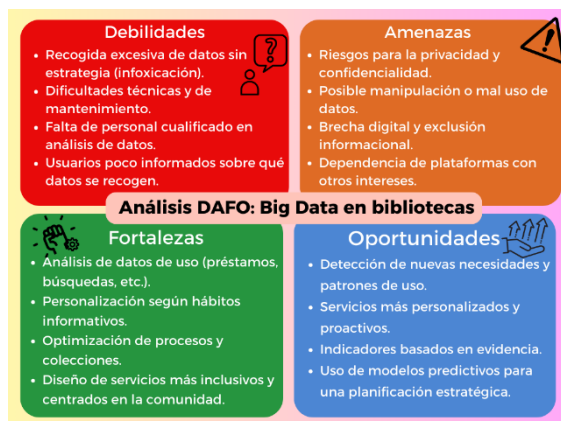 Debilidades
• Recogida excesiva de datos sin
estrategia (infoxicación).
• Dificultades técnicas y de
mantenimiento.
• Falta de personal cualificado en
análisis de datos.
• Usuarios poco informados sobre qué
datos se recogen.
Amenazas
• Riesgos para la privacidad y
confidencialidad.
• Posible manipulación o mal uso de
datos.
• Brecha digital y exclusión
informacional.
• Dependencia de plataformas con
otros intereses.
Análisis DAFO: Big Data en bibliotecas
Fortalezas
• Análisis de datos de uso (préstamos,
búsquedas, etc.).
• Personalización según hábitos
informativos.
• Optimización de procesos y
colecciones.
• Diseño de servicios más inclusivos y
centrados en la comunidad.
Oportunidades
• Detección de nuevas necesidades y
patrones de uso.
• Servicios más personalizados y
proactivos.
• Indicadores basados en evidencia.
• Uso de modelos predictivos para
una planificación estratégica.